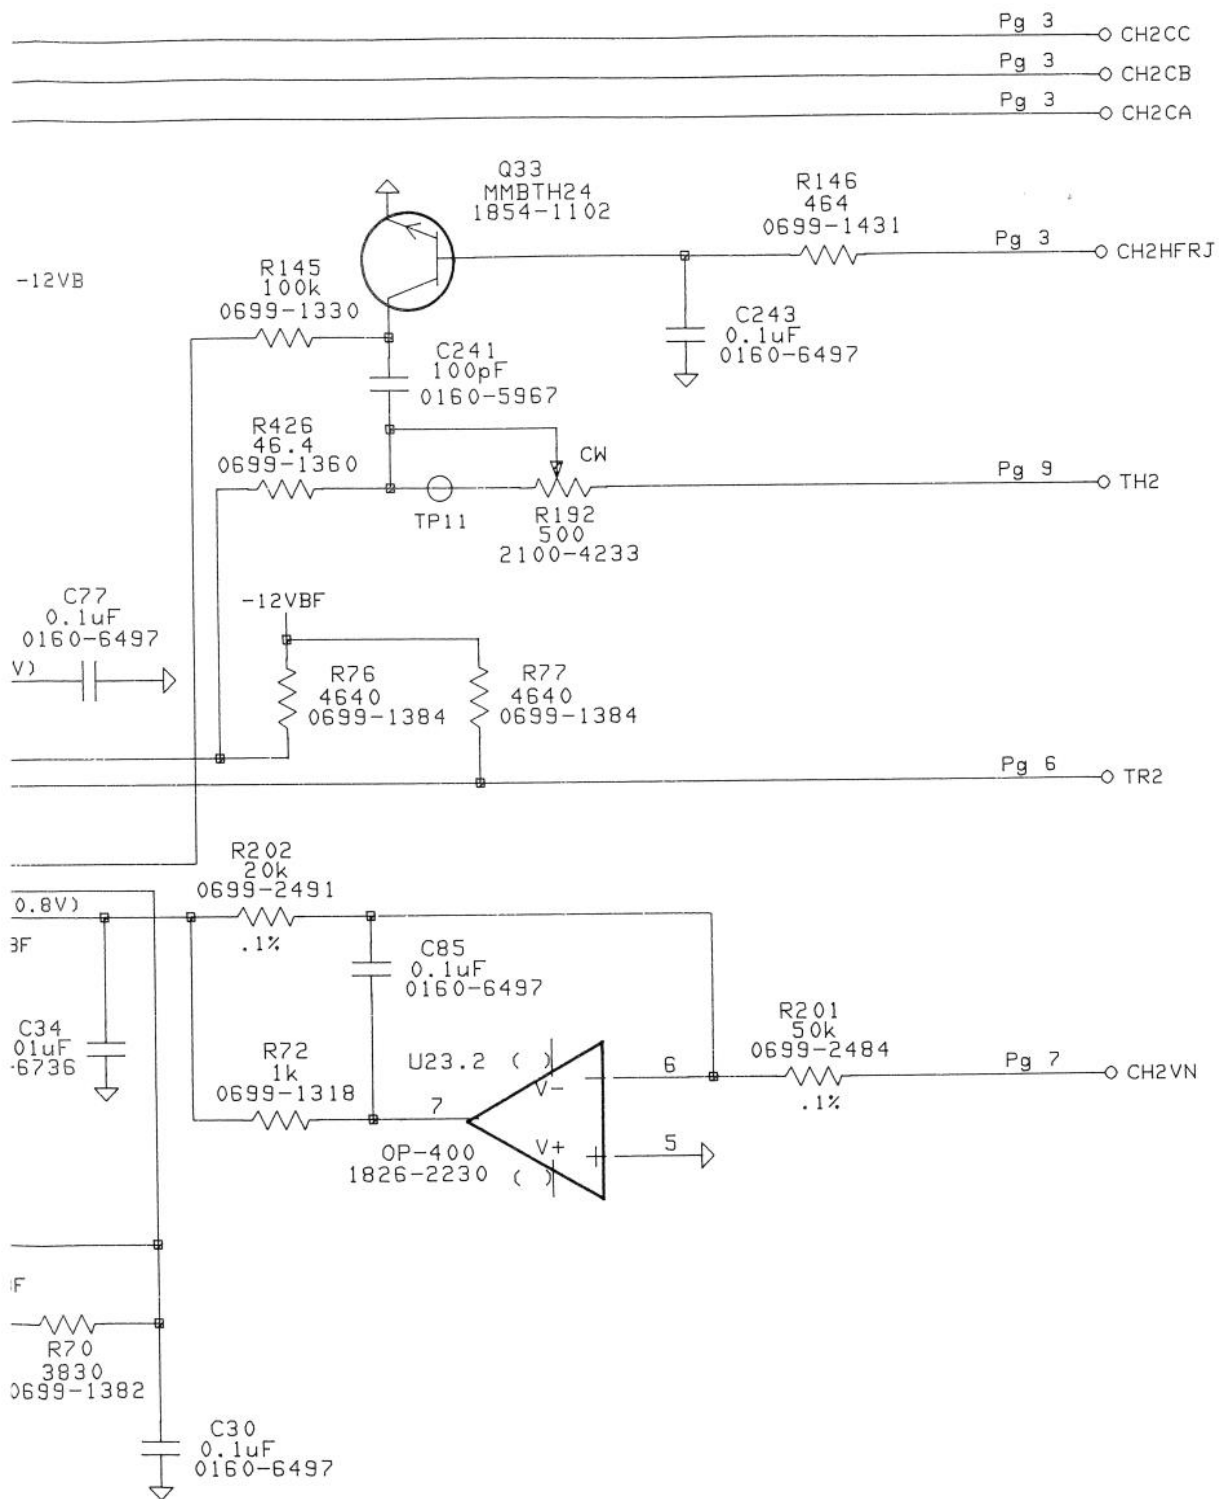 Pg 3 CH2CC
Pg 3 CH2CB
Pg 3 CH2CA
Q33
MMBTH24
1854-1102
R146
464
0699-1431
Pg 3 CH2HFRJ
-12VB
R145
100k
0699-1330
C243
0.1uF
0160-6497
C241
100pF
0160-5967
R426
46.4
0699-1360
CW
Pg 9 TH2
TP11
R192
500
2100-4233
C77
0.1uF
0160-6497
-12VBF
V)
R76
4640
0699-1384
R77
4640
0699-1384
Pg 6 TR2
R202
20k
0699-2491
.1%
0.8V)
BF
C85
0.1uF
0160-6497
C34
01uF
-6736
R72
1k
0699-1318
U23.2 ( )
V-
6
R201
50k
0699-2484
.1%
Pg 7 CH2VN
7
V+
5
OP-400
1826-2230 ( )
F
R70
3830
0699-1382
C30
0.1uF
0160-6497